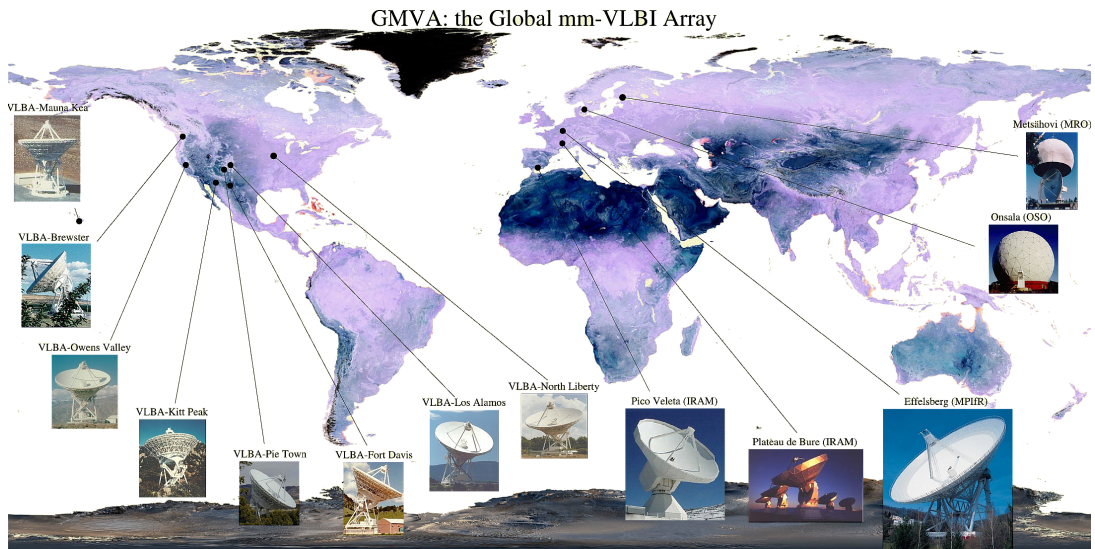 GMVA: the Global mm-VLBI Array
VLBA-Mauna Kea
Metsähovi (MRO)
Onsala (OSO)
VLBA-Brewster
VLBA-Owens Valley
VLBA-North Liberty
VLBA-Los Alamos
Pico Veleta (IRAM)
Effelsberg (MPIfR)
VLBA-Kitt Peak
Plateau de Bure (IRAM)
VLBA-Pie Town
VLBA-Fort Davis